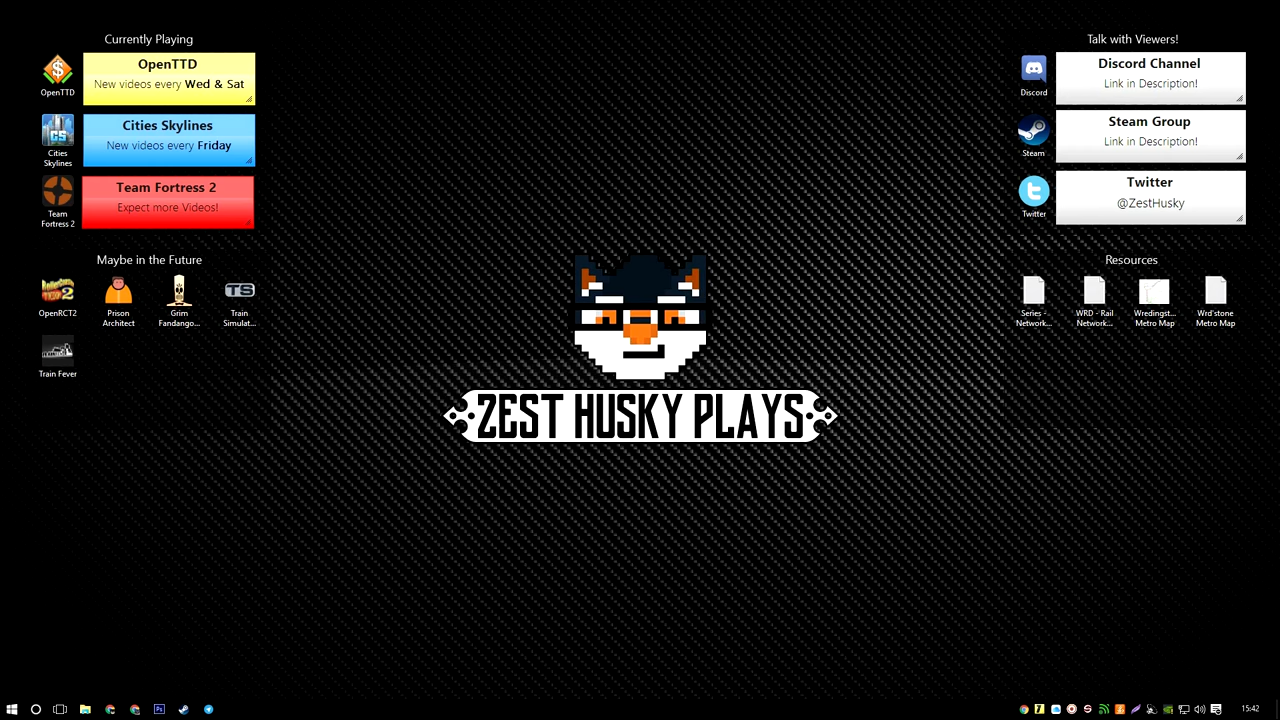 Currently Playing
OpenTTD
OpenTTD
New videos every Wed & Sat
Cities Skylines
Cities Skylines
New videos every Friday
Team Fortress 2
Team Fortress 2
Expect more Videos!
Maybe in the Future
OpenRCT2
Prison Architect
Grim Fandango...
Train Simulat...
Train Fever
ZEST HUSKY PLAYS
Talk with Viewers!
Discord
Discord Channel
Link in Description!
Steam
Steam Group
Link in Description!
Twitter
Twitter
@ZestHusky
Resources
Series - Network...
WRD - Rail Network...
Wredingst... Metro Map
Wrd'stone Metro Map
15:42